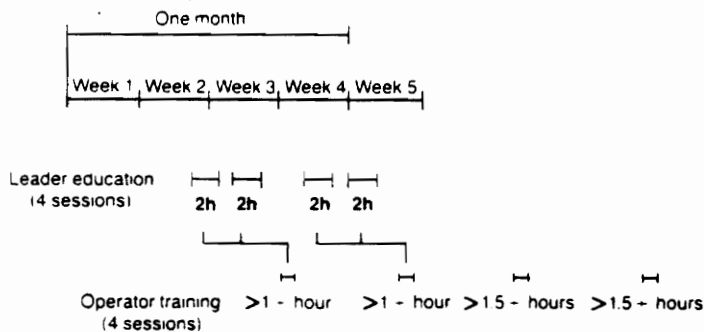 One month
Week 1 Week 2 Week 3 Week 4 Week 5
Leader education
(4 sessions)
2h 2h 2h 2h
Operator training
(4 sessions)
>1 - hour >1 - hour >1.5 - hours >1.5 - hours